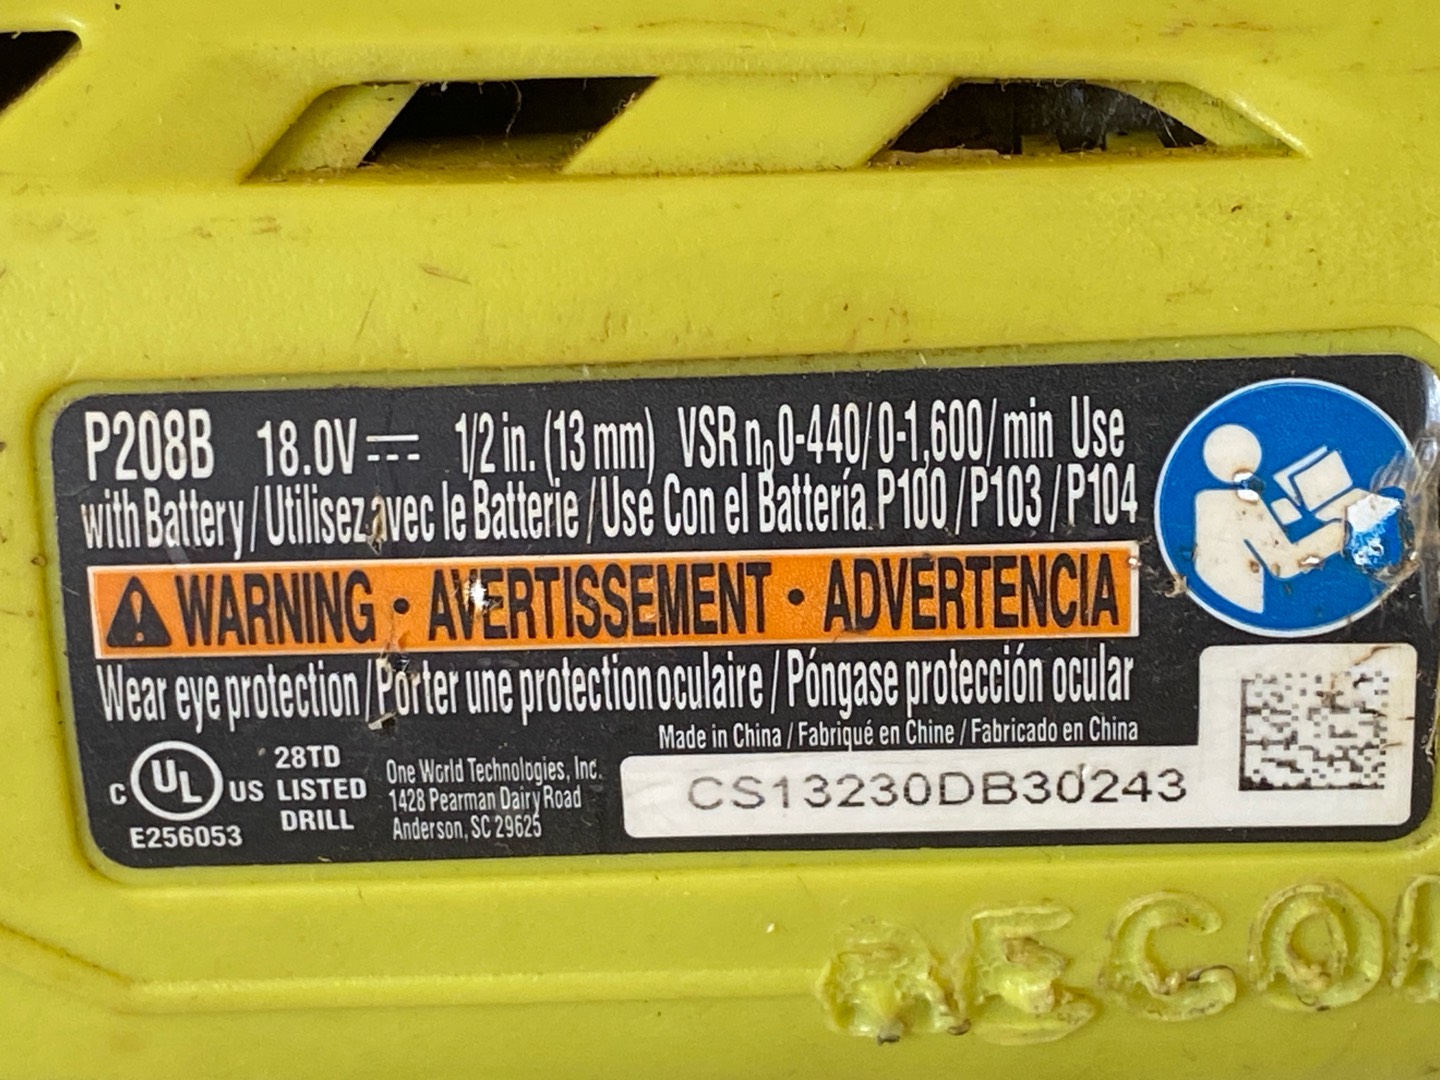 P208B 18.0V 1/2 in. (13 mm) VSR n₀ 0-440/0-1,600/min Use
with Battery/Utilisez avec le Batterie/Use Con el Batteria P100/P103/P104
WARNING • AVERTISSEMENT • ADVERTENCIA
Wear eye protection/Porter une protection oculaire/Póngase protección ocular
Made in China / Fabriqué en Chine / Fabricado en China
C UL US
E256053
28TD
LISTED
DRILL
One World Technologies, Inc.
1428 Pearman Dairy Road
Anderson, SC 29625
CS13230DB30243
RECO